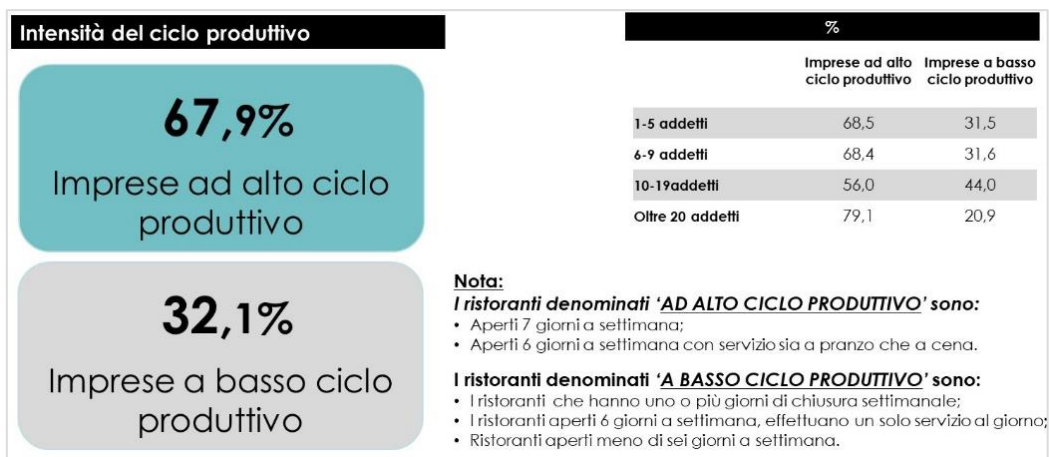 Intensità del ciclo produttivo
67,9%
Imprese ad alto ciclo
produttivo
32,1%
Imprese a basso ciclo
produttivo
%
Imprese ad alto ciclo produttivo Imprese a basso ciclo produttivo
1-5 addetti 68,5 31,5
6-9 addetti 68,4 31,6
10-19addetti 56,0 44,0
Oltre 20 addetti 79,1 20,9
Nota:
I ristoranti denominati ‘AD ALTO CICLO PRODUTTIVO’ sono:
• Aperti 7 giorni a settimana;
• Aperti 6 giorni a settimana con servizio sia a pranzo che a cena.
I ristoranti denominati ‘A BASSO CICLO PRODUTTIVO’ sono:
• I ristoranti che hanno uno o più giorni di chiusura settimanale;
• I ristoranti aperti 6 giorni a settimana, effettuano un solo servizio al giorno;
• Ristoranti aperti meno di sei giorni a settimana.